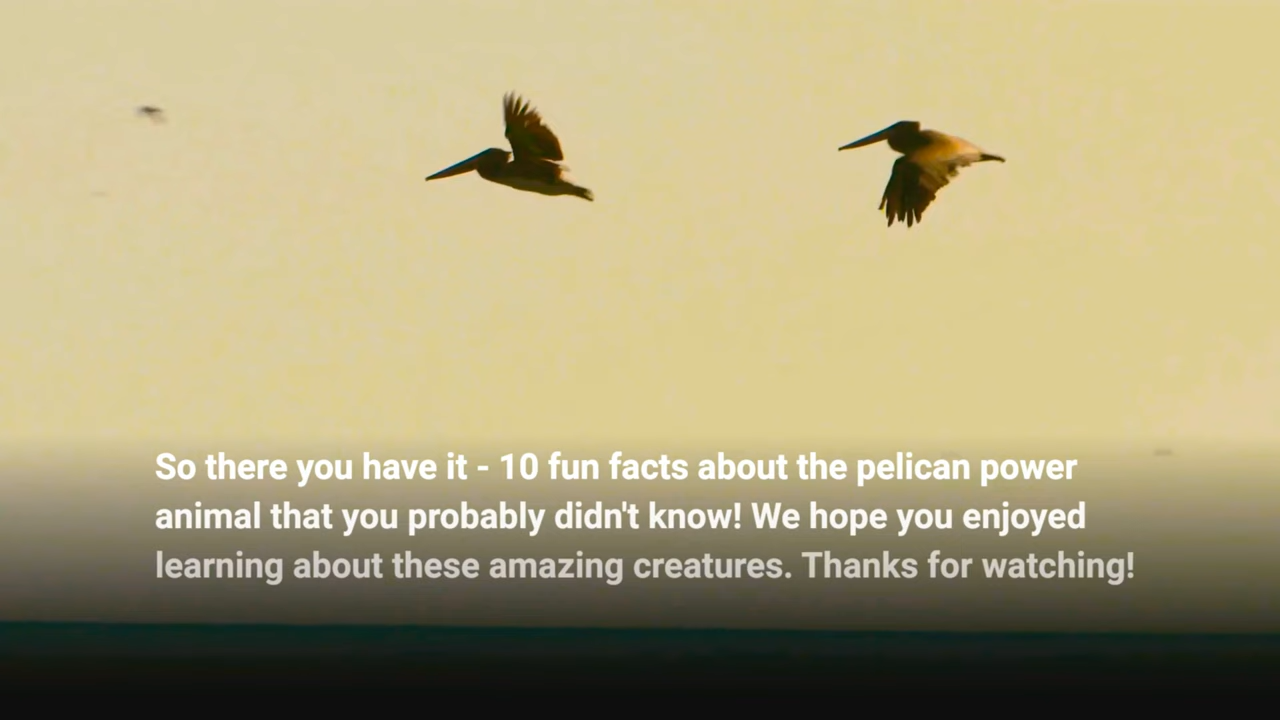 So there you have it - 10 fun facts about the pelican power
animal that you probably didn't know! We hope you enjoyed
learning about these amazing creatures. Thanks for watching!